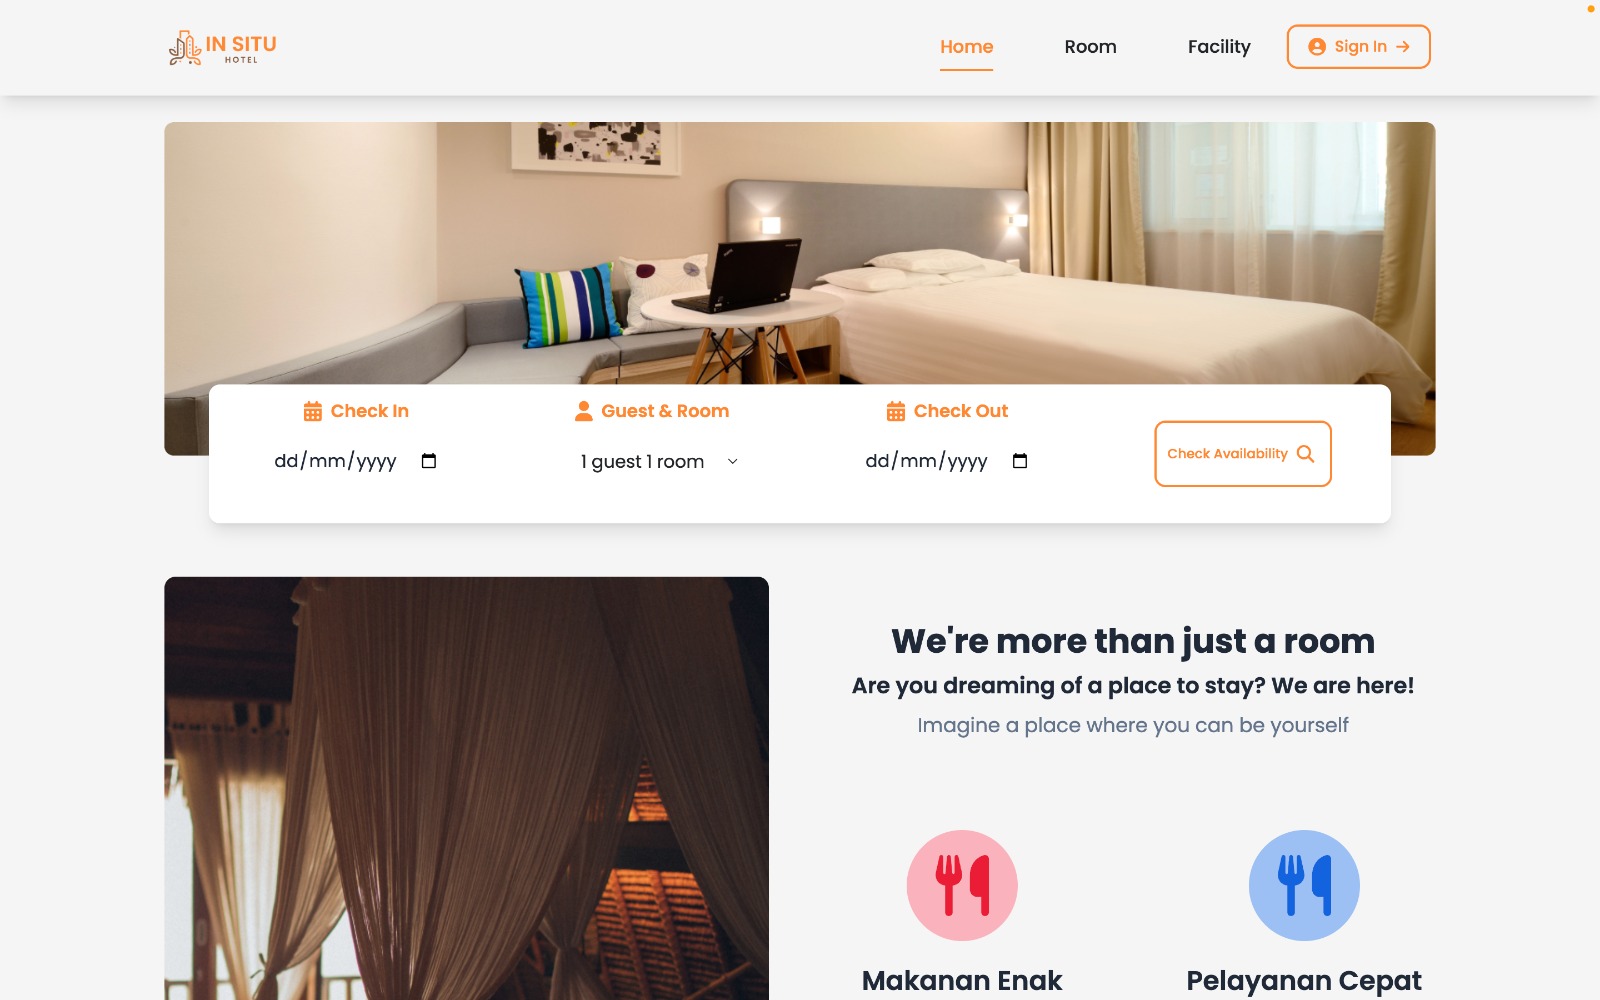 IN SITU
HOTEL
Home
Room
Facility
Sign In
Check In
Guest & Room
Check Out
dd/mm/yyyy
1 guest 1 room
dd/mm/yyyy
Check Availability
We're more than just a room
Are you dreaming of a place to stay? We are here!
Imagine a place where you can be yourself
Makanan Enak
Pelayanan Cepat